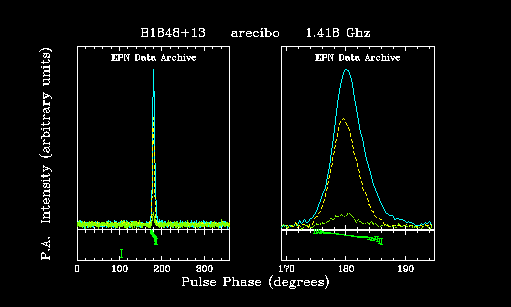 B1848+13 arecibo 1.418 Ghz
EPN Data Archive EPN Data Archive
P.A. Intensity (arbitrary units)
0 100 200 300 170 180 190
Pulse Phase (degrees)